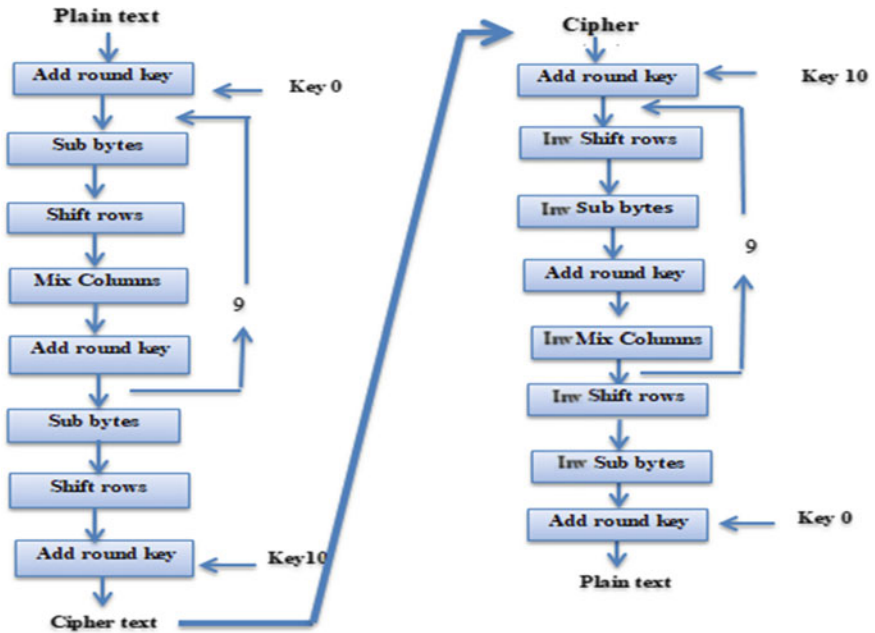 Plain text
Add round key
Key 0
Sub bytes
Shift rows
Mix Columns
9
Add round key
Sub bytes
Shift rows
Add round key
Key10
Cipher text
Cipher
Add round key
Key 10
Inv Shift rows
Inv Sub bytes
9
Add round key
Inv Mix Columns
Inv Shift rows
Inv Sub bytes
Add round key
Key 0
Plain text